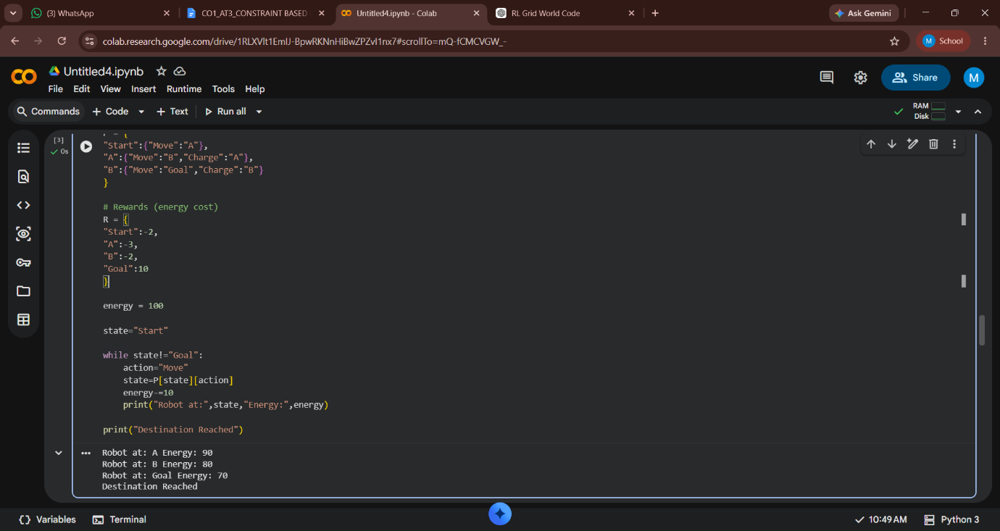 (3) WhatsApp
CO1_AT3_CONSTRAINT BASED
Untitled4.ipynb - Colab
RL Grid World Code
Ask Gemini
colab.research.google.com/drive/1RLXVlt1EmIJ-BpwRKNnHiBwZPZvI1nx7#scrollTo=mQ-fCMCVGW_-
M School
CO Untitled4.ipynb
File Edit View Insert Runtime Tools Help
Share
M
Commands + Code + Text Run all
RAM
Disk
[3]
0s
"Start":{"Move":"A"},
"A":{"Move":"B","Charge":"A"},
"B":{"Move":"Goal","Charge":"B"}
}
# Rewards (energy cost)
R = {
"Start":-2,
"A":-3,
"B":-2,
"Goal":10
}
energy = 100
state="Start"
while state!="Goal":
    action="Move"
    state=P[state][action]
    energy-=10
    print("Robot at:",state,"Energy:",energy)
print("Destination Reached")
Robot at: A Energy: 90
Robot at: B Energy: 80
Robot at: Goal Energy: 70
Destination Reached
{} Variables Terminal
10:49 AM Python 3